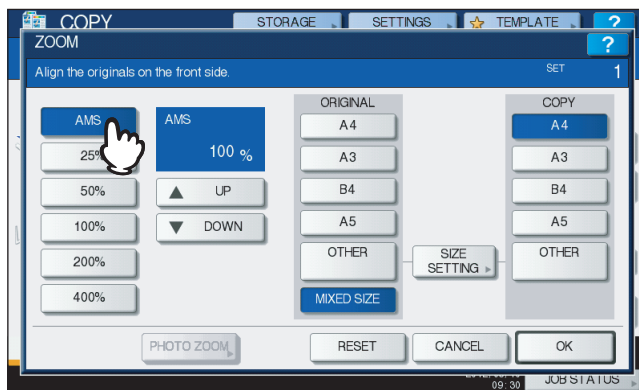 COPY
STORAGE
SETTINGS
TEMPLATE
?
ZOOM
?
Align the originals on the front side.
SET 1
AMS
25%
50%
100%
200%
400%
AMS
100 %
UP
DOWN
ORIGINAL
A4
A3
B4
A5
OTHER
MIXED SIZE
SIZE
SETTING
COPY
A4
A3
B4
A5
OTHER
PHOTO ZOOM
RESET
CANCEL
OK
09:30
JOB STATUS